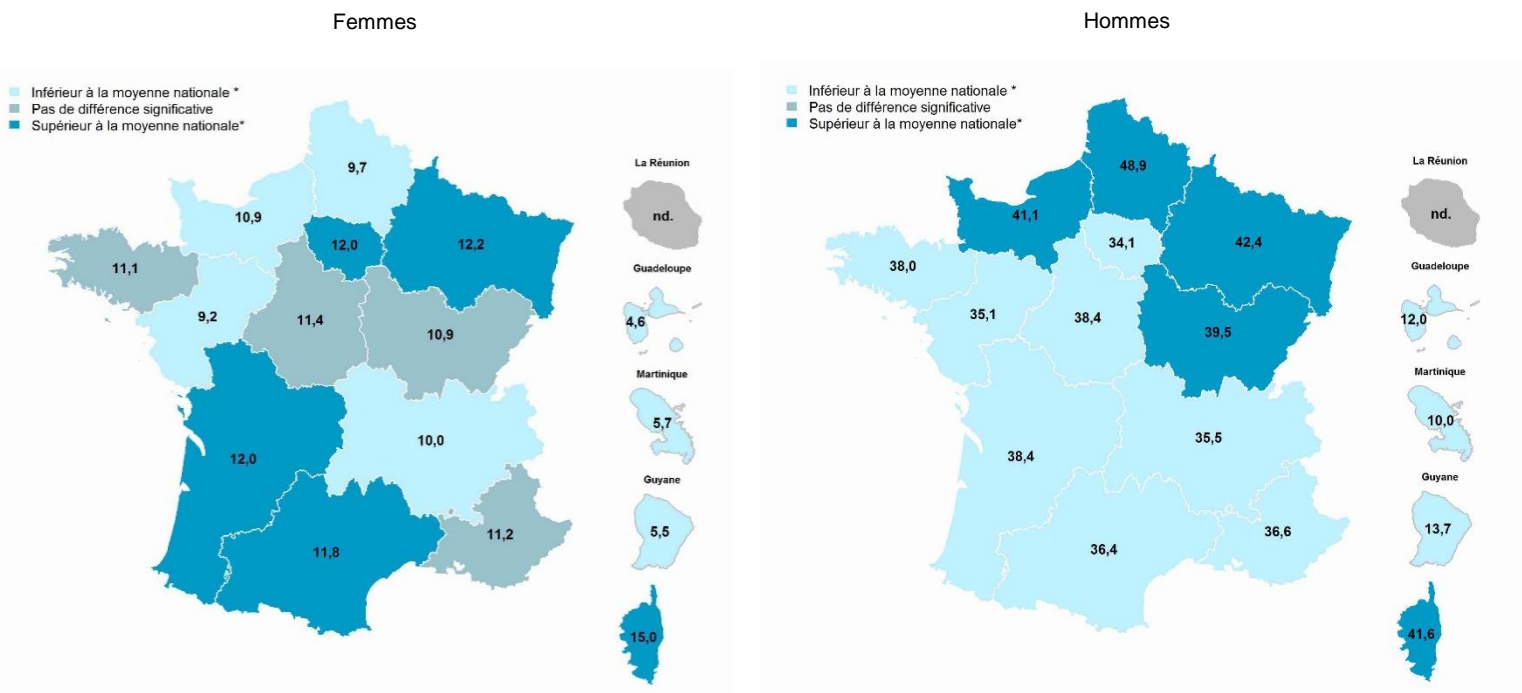 Femmes
Inférieur à la moyenne nationale *
Pas de différence significative
Supérieur à la moyenne nationale*
9,7
La Réunion
nd.
10,9
12,0
12,2
11,1
Guadeloupe
9,2
4,6
11,4
10,9
Martinique
5,7
10,0
12,0
Guyane
5,5
11,2
11,8
15,0
Hommes
Inférieur à la moyenne nationale *
Pas de différence significative
Supérieur à la moyenne nationale*
48,9
La Réunion
nd.
41,1
34,1
42,4
38,0
Guadeloupe
35,1
38,4
12,0
39,5
Martinique
10,0
35,5
38,4
Guyane
13,7
36,6
36,4
41,6